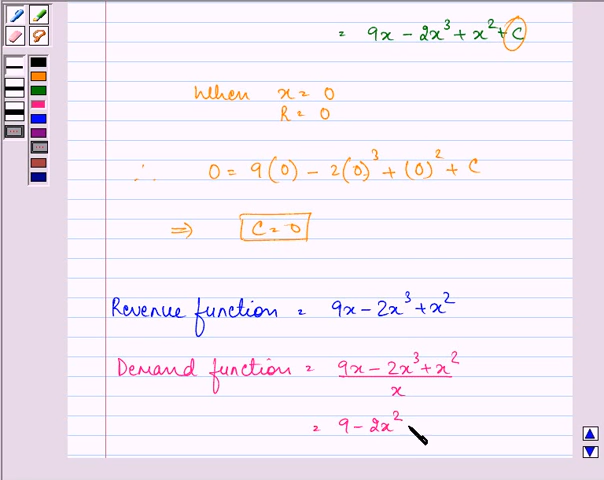 = 9x - 2x³ + x² + C
When x = 0
R = 0
∴ 0 = 9(0) - 2(0)³ + (0)² + C
⇒ C = 0
Revenue function = 9x - 2x³ + x²
Demand function = (9x - 2x³ + x²) / x
= 9 - 2x²